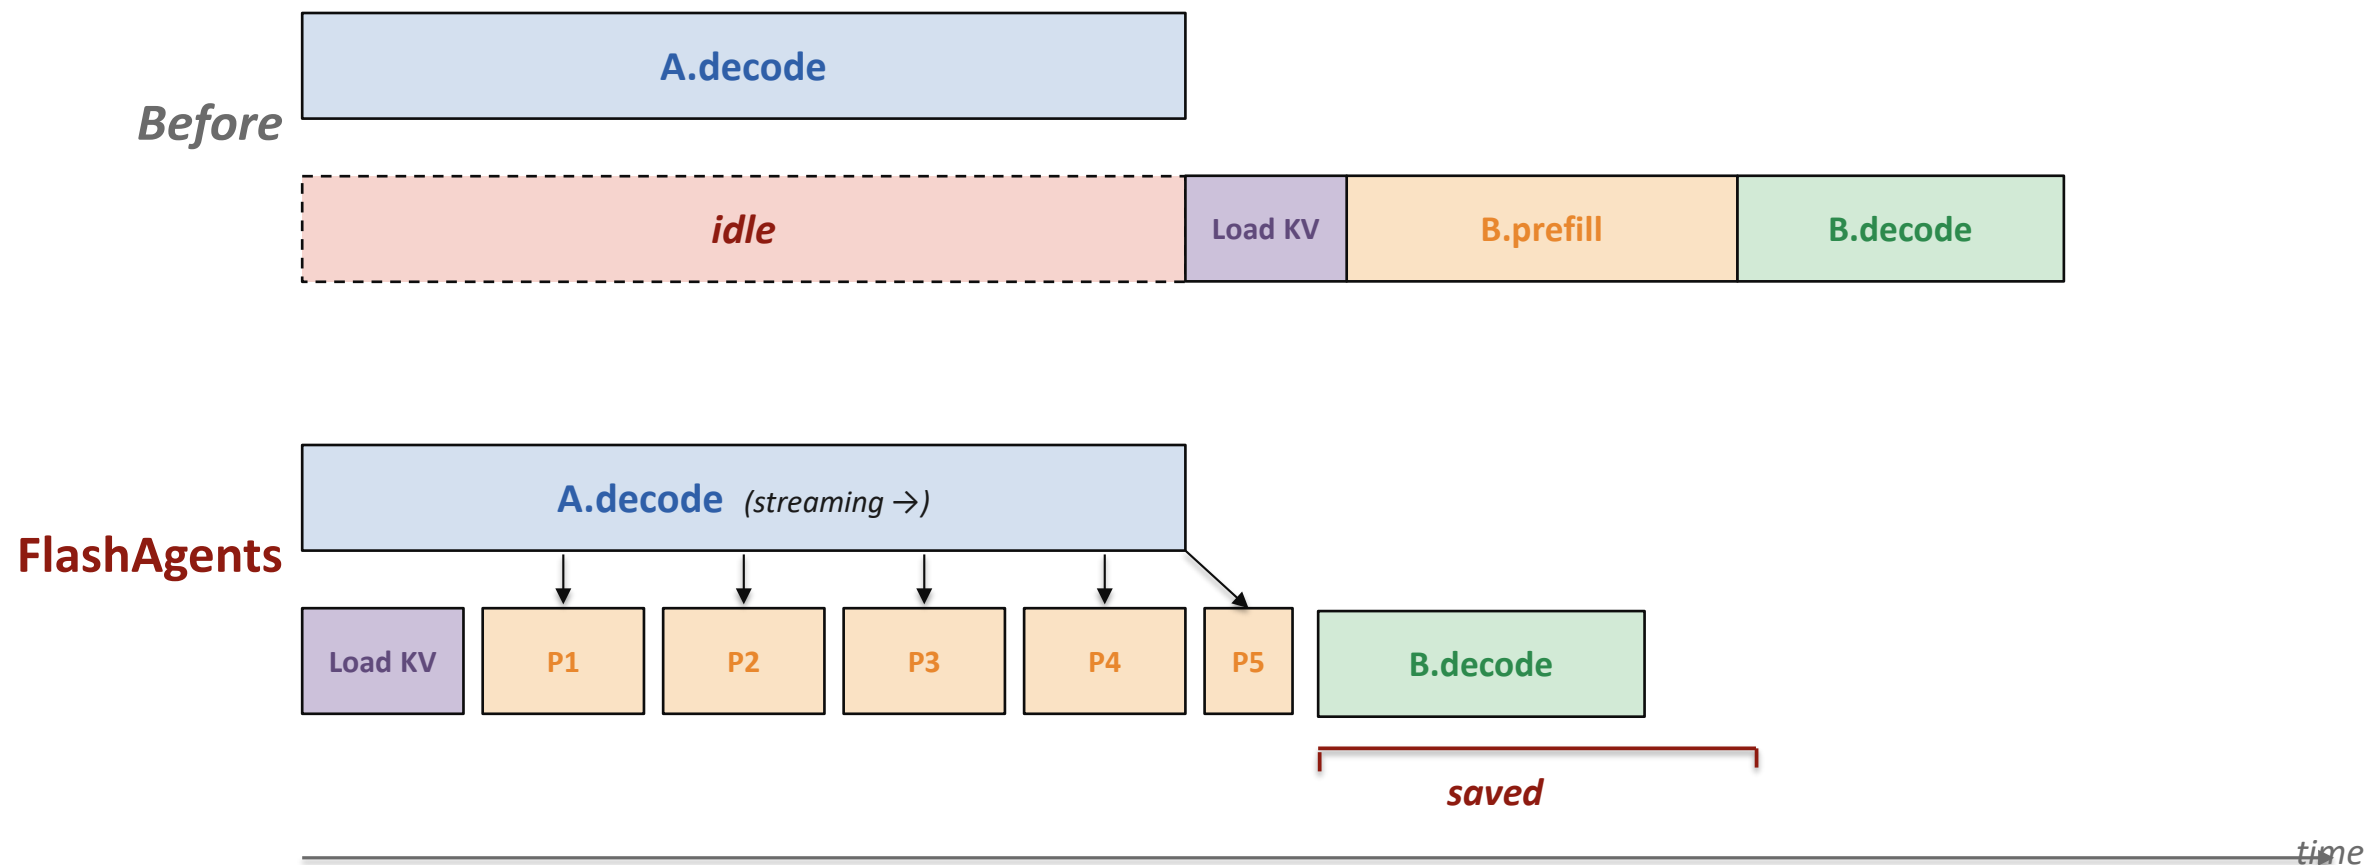 A.decode
Before
idle
Load KV
B.prefill
B.decode
A.decode (streaming →)
FlashAgents
Load KV
P1
P2
P3
P4
P5
B.decode
saved
time